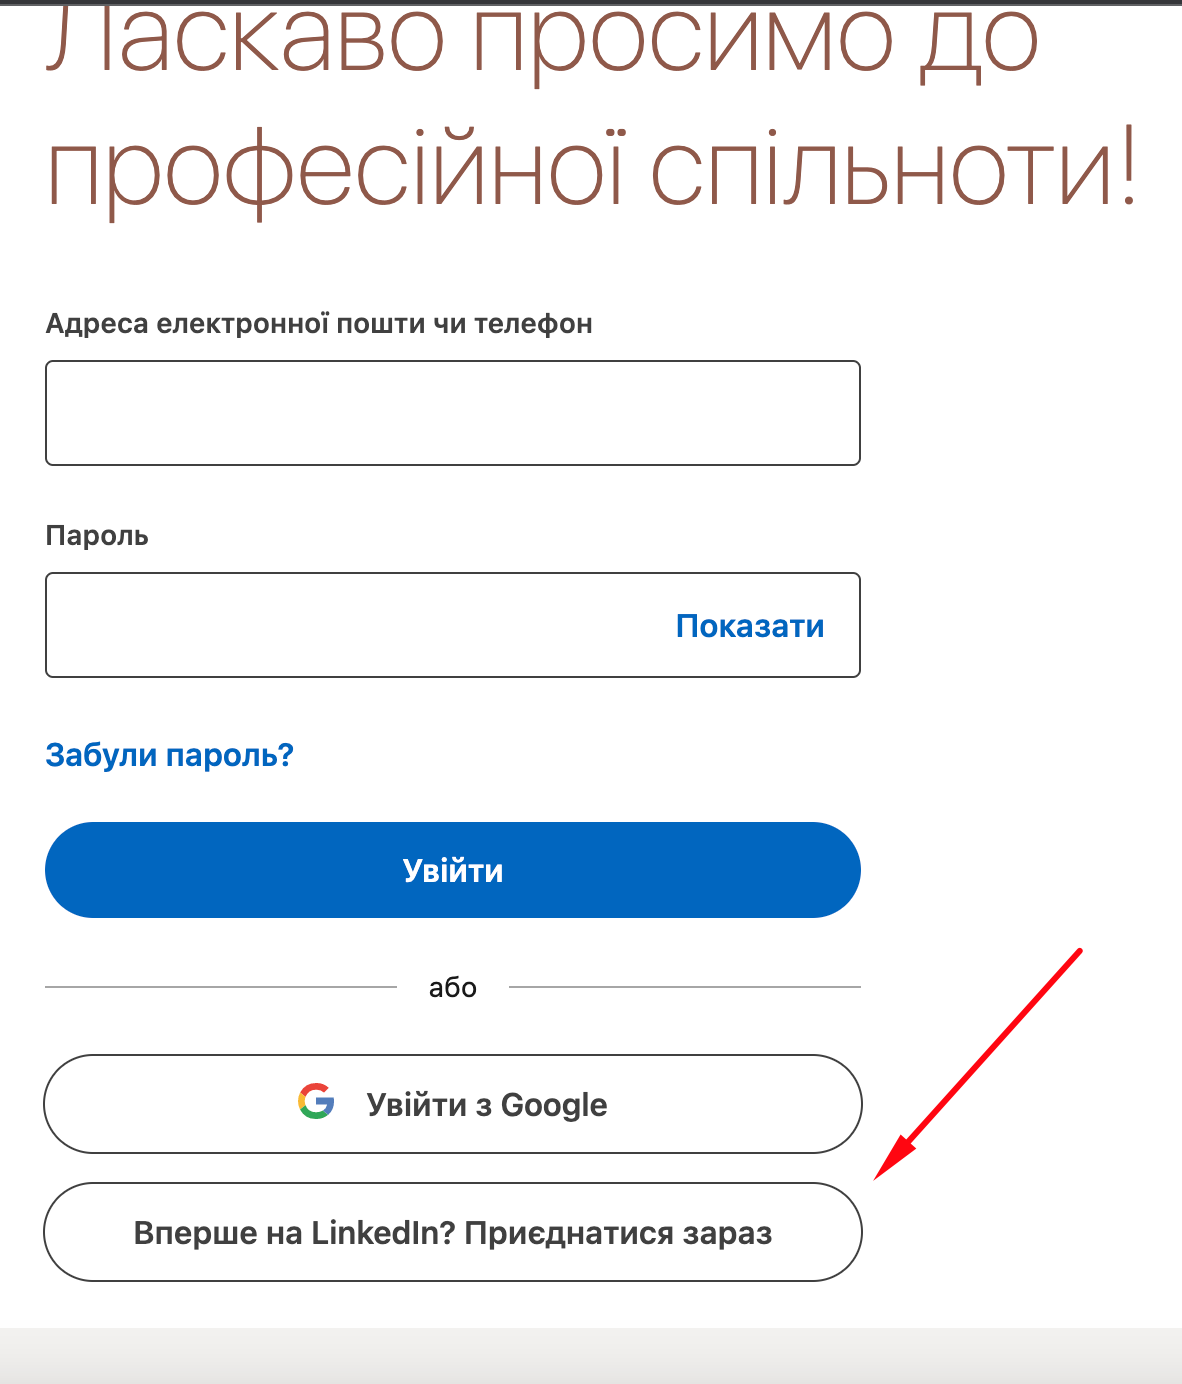 Ласкаво просимо до
професійної спільноти!
Адреса електронної пошти чи телефон
Пароль
Показати
Забули пароль?
Увійти
або
Увійти з Google
Вперше на LinkedIn? Приєднатися зараз